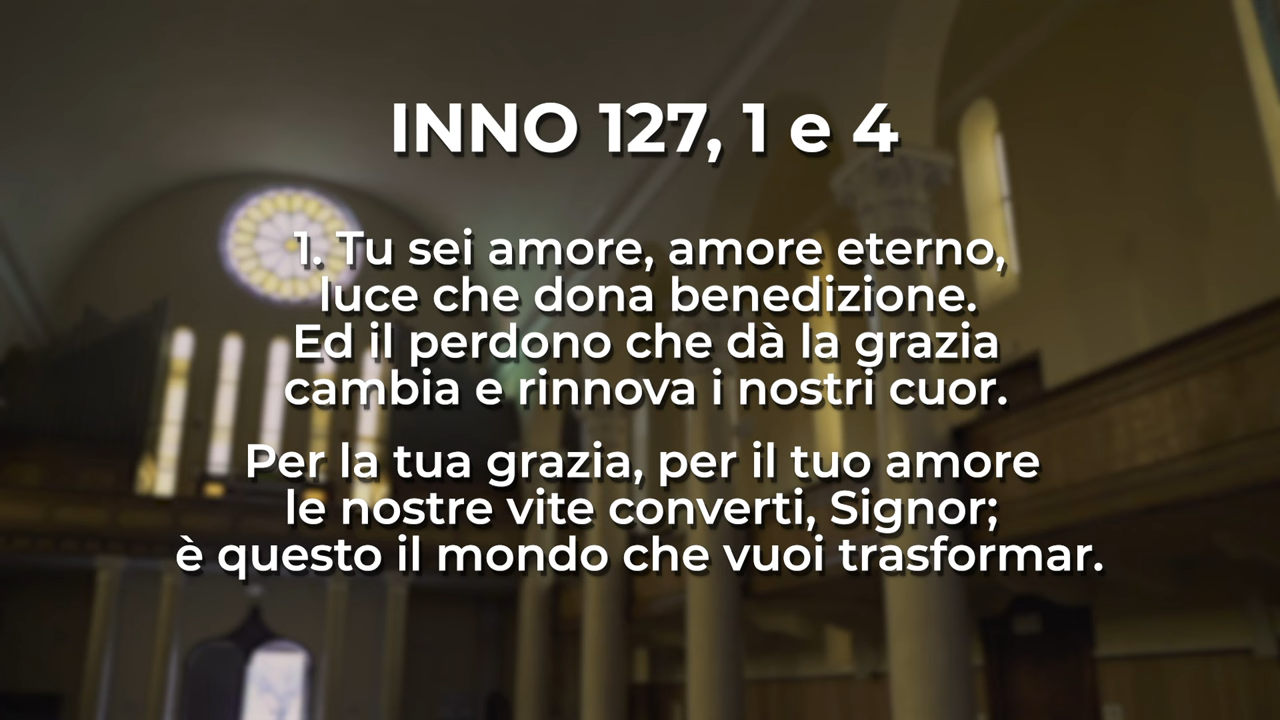 INNO 127, 1 e 4
1. Tu sei amore, amore eterno,
luce che dona benedizione.
Ed il perdono che dà la grazia
cambia e rinnova i nostri cuor.
Per la tua grazia, per il tuo amore
le nostre vite converti, Signor;
è questo il mondo che vuoi trasformar.